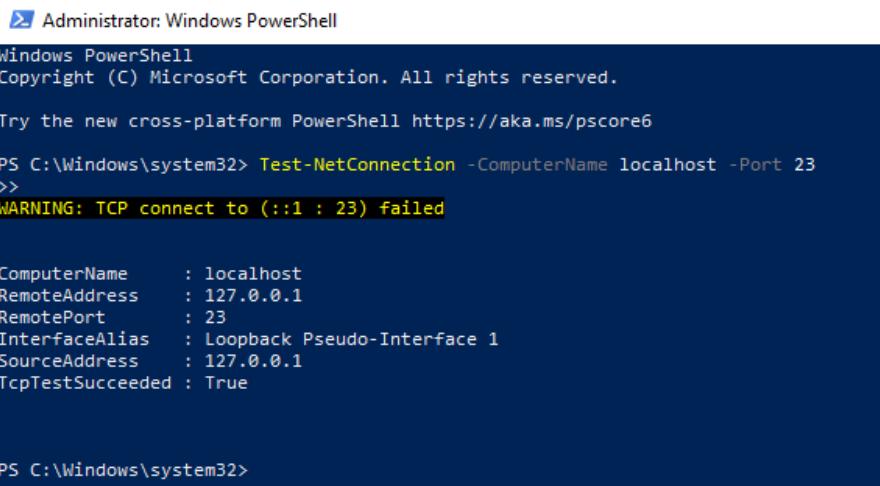 Administrator: Windows PowerShell
Windows PowerShell
Copyright (C) Microsoft Corporation. All rights reserved.
Try the new cross-platform PowerShell https://aka.ms/pscore6
PS C:\Windows\system32> Test-NetConnection -ComputerName localhost -Port 23
>>
WARNING: TCP connect to (::1 : 23) failed
ComputerName     : localhost
RemoteAddress    : 127.0.0.1
RemotePort       : 23
InterfaceAlias   : Loopback Pseudo-Interface 1
SourceAddress    : 127.0.0.1
TcpTestSucceeded : True
PS C:\Windows\system32>